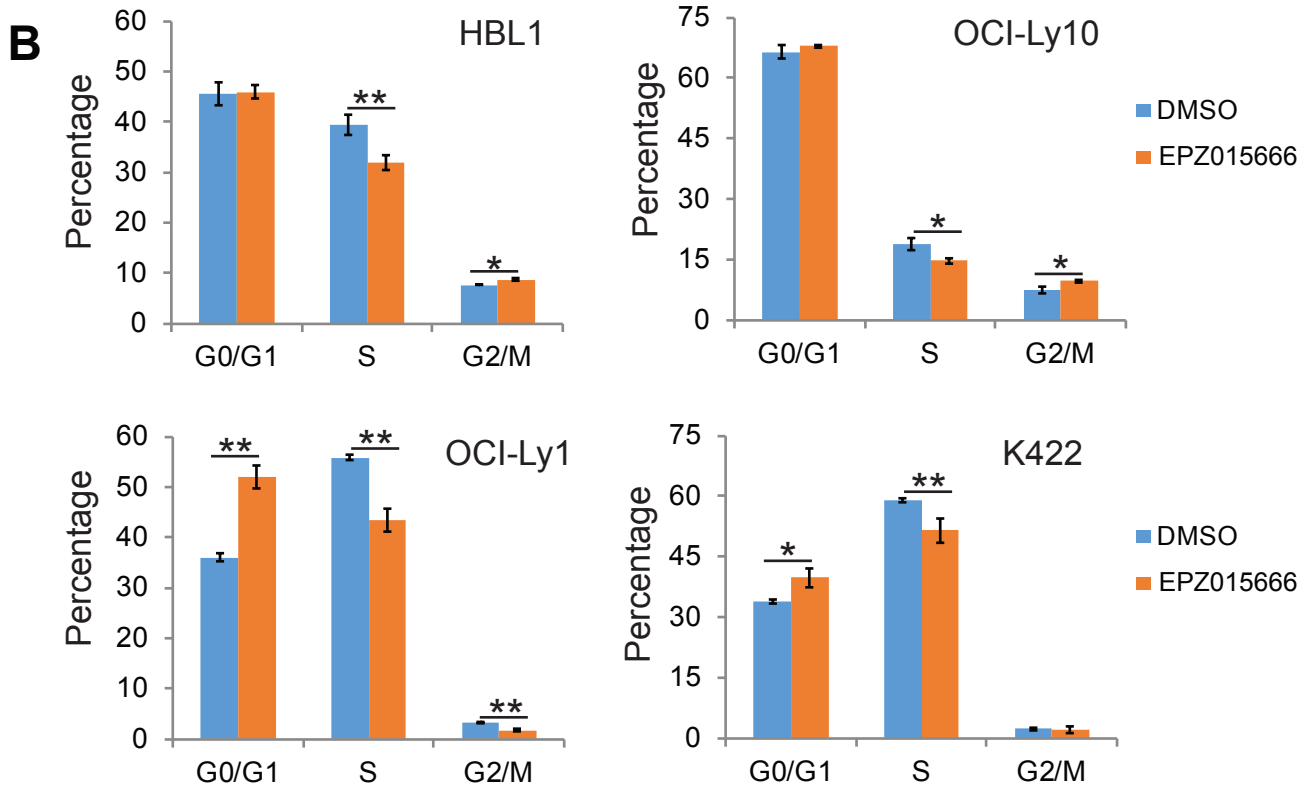 B
HBL1
Percentage
60
50
40
30
20
10
0
**
*
G0/G1 S G2/M
OCI-Ly10
Percentage
75
60
45
30
15
0
*
*
G0/G1 S G2/M
DMSO
EPZ015666
OCI-Ly1
Percentage
60
50
40
30
20
10
0
**
**
**
G0/G1 S G2/M
K422
Percentage
75
60
45
30
15
0
*
**
G0/G1 S G2/M
DMSO
EPZ015666